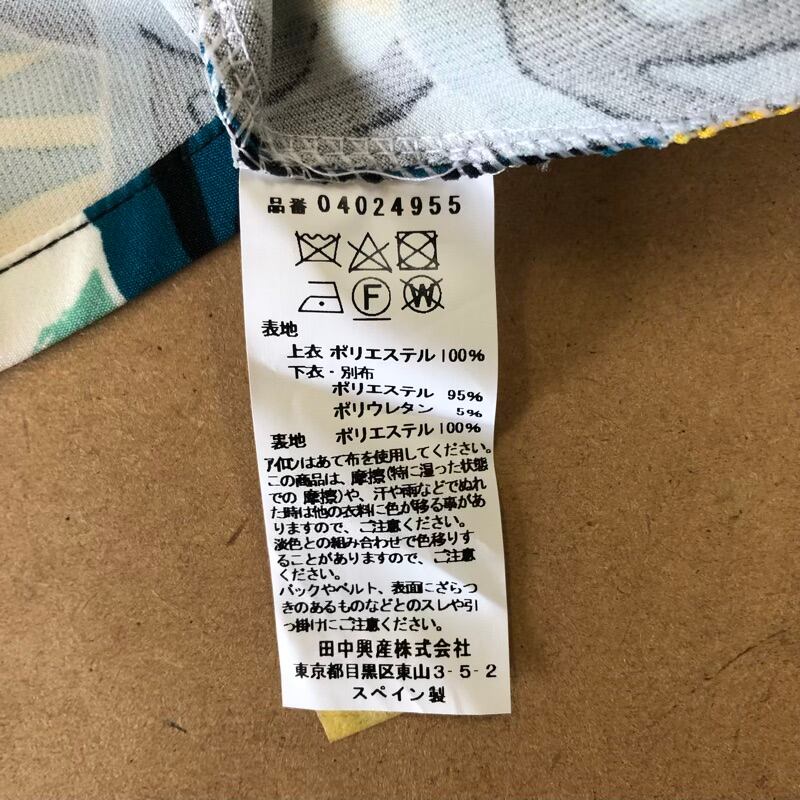 品番 04024955
F W
表地
上衣 ポリエステル 100%
下衣・別布
ポリエステル 95%
ポリウレタン 5%
裏地 ポリエステル 100%
アイロンはあて布を使用してください。
この商品は、摩擦(特に湿った状態
での 摩擦)や、汗や雨などでぬれ
た時は他の衣料に色が移る事があ
りますので、ご注意ください。
淡色との組み合わせで色移りす
ることがありますので、ご注意
ください。
バックやベルト、表面にざらつ
きのあるものなどとのスレや引
っ掛けにご注意ください。
田中興産株式会社
東京都目黒区東山3-5-2
スペイン製